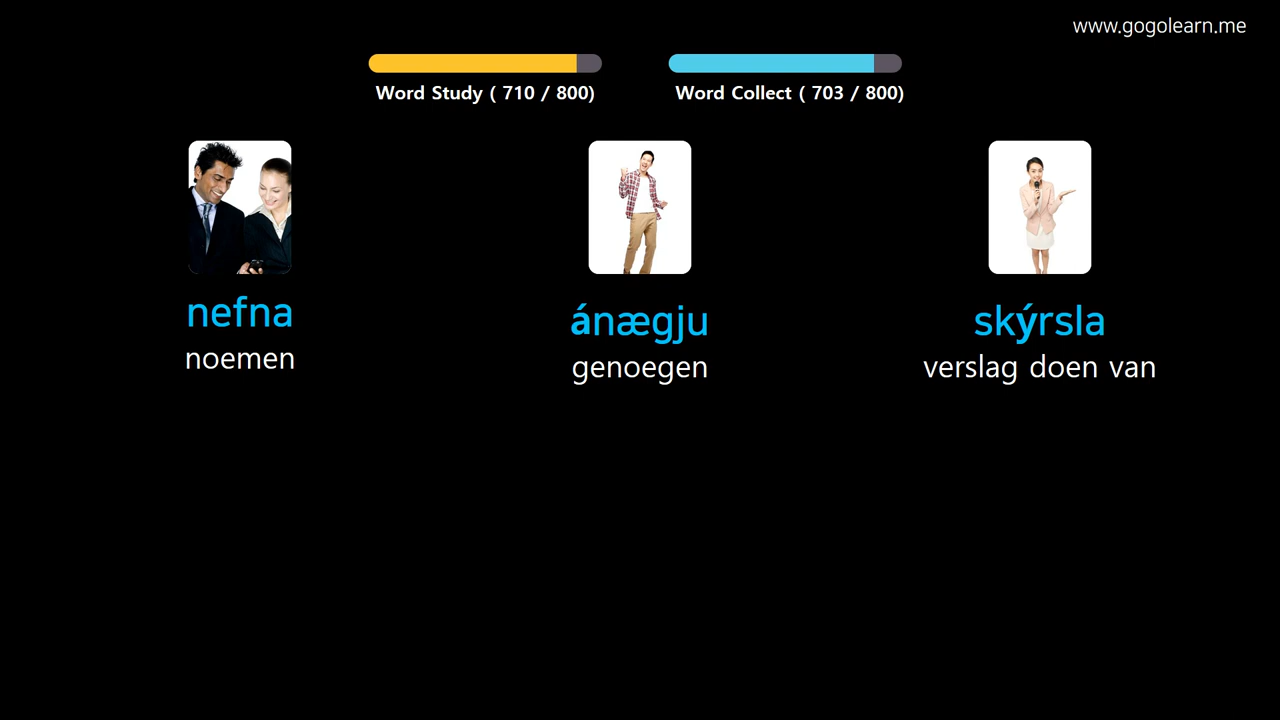 www.gogolearn.me
Word Study ( 710 / 800)
Word Collect ( 703 / 800)
nefna
noemen
ánægju
genoegen
skýrsla
verslag doen van